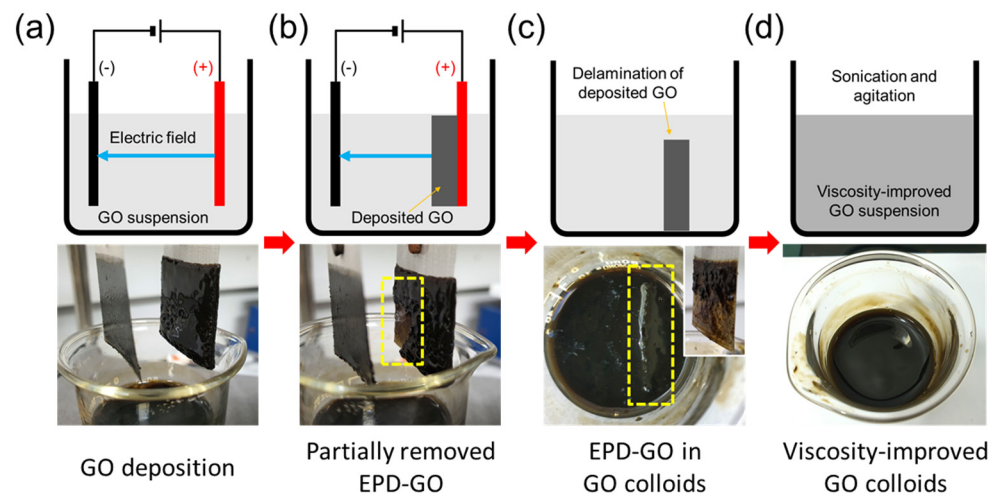 (a)
(-)
(+)
Electric field
GO suspension
GO deposition
(b)
(-)
(+)
Deposited GO
Partially removed
EPD-GO
(c)
Delamination of
deposited GO
EPD-GO in
GO colloids
(d)
Sonication and
agitation
Viscosity-improved
GO suspension
Viscosity-improved
GO colloids